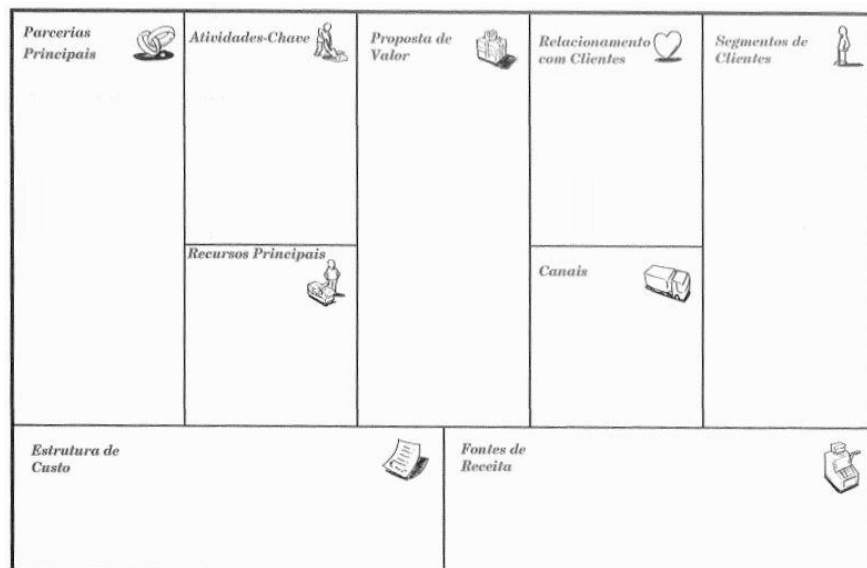 Parcerias
Principais
Atividades-Chave
Recursos Principais
Proposta de
Valor
Relacionamento
com Clientes
Canais
Segmentos de
Clientes
Estrutura de
Custo
Fontes de
Receita